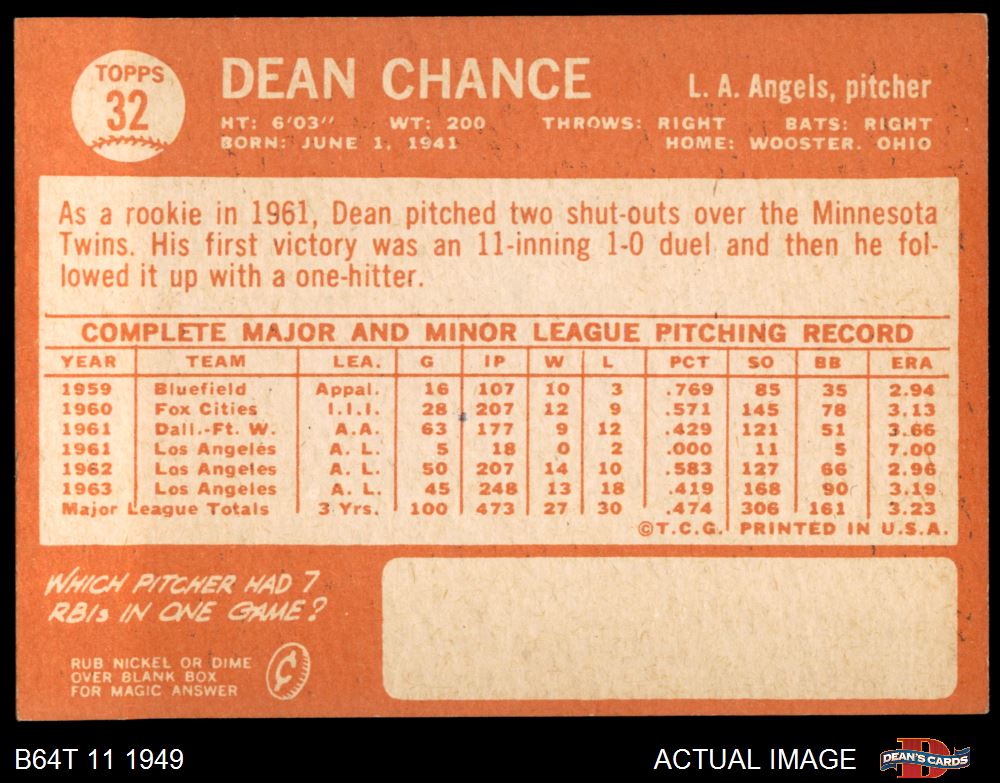 TOPPS
32
DEAN CHANCE
L. A. Angels, pitcher
HT: 6'03" WT: 200 THROWS: RIGHT BATS: RIGHT
BORN: JUNE 1, 1941 HOME: WOOSTER, OHIO
As a rookie in 1961, Dean pitched two shut-outs over the Minnesota
Twins. His first victory was an 11-inning 1-0 duel and then he fol-
lowed it up with a one-hitter.
COMPLETE MAJOR AND MINOR LEAGUE PITCHING RECORD
YEAR TEAM LEA. G IP W L PCT SO BB ERA
1959 Bluefield Appal. 16 107 10 3 .769 85 35 2.94
1960 Fox Cities I.I.I. 28 207 12 9 .571 145 78 3.13
1961 Dall.-Ft. W. A.A. 63 177 9 12 .429 121 51 3.66
1961 Los Angeles A. L. 5 18 0 2 .000 11 5 7.00
1962 Los Angeles A. L. 50 207 14 10 .583 127 66 2.96
1963 Los Angeles A. L. 45 248 13 18 .419 168 90 3.19
Major League Totals 3 Yrs. 100 473 27 30 .474 306 161 3.23
©T.C.G. PRINTED IN U.S.A.
WHICH PITCHER HAD 7
RBIs IN ONE GAME?
RUB NICKEL OR DIME
OVER BLANK BOX
FOR MAGIC ANSWER
¢
B64T 11 1949
ACTUAL IMAGE
D
DEAN'S CARDS